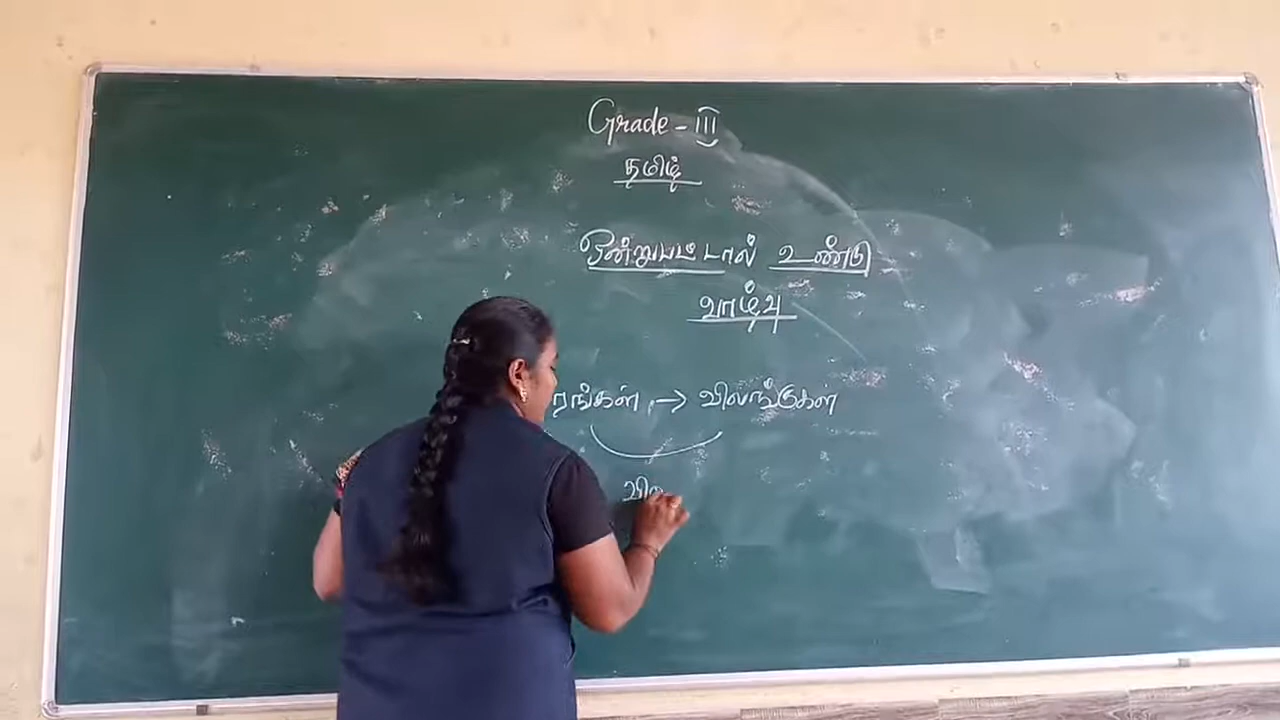 Grade - III
தமிழ்
ஒன்றுபட்டால் உண்டு
வாழ்வு
ரங்கள் → விலங்குகள்
வில